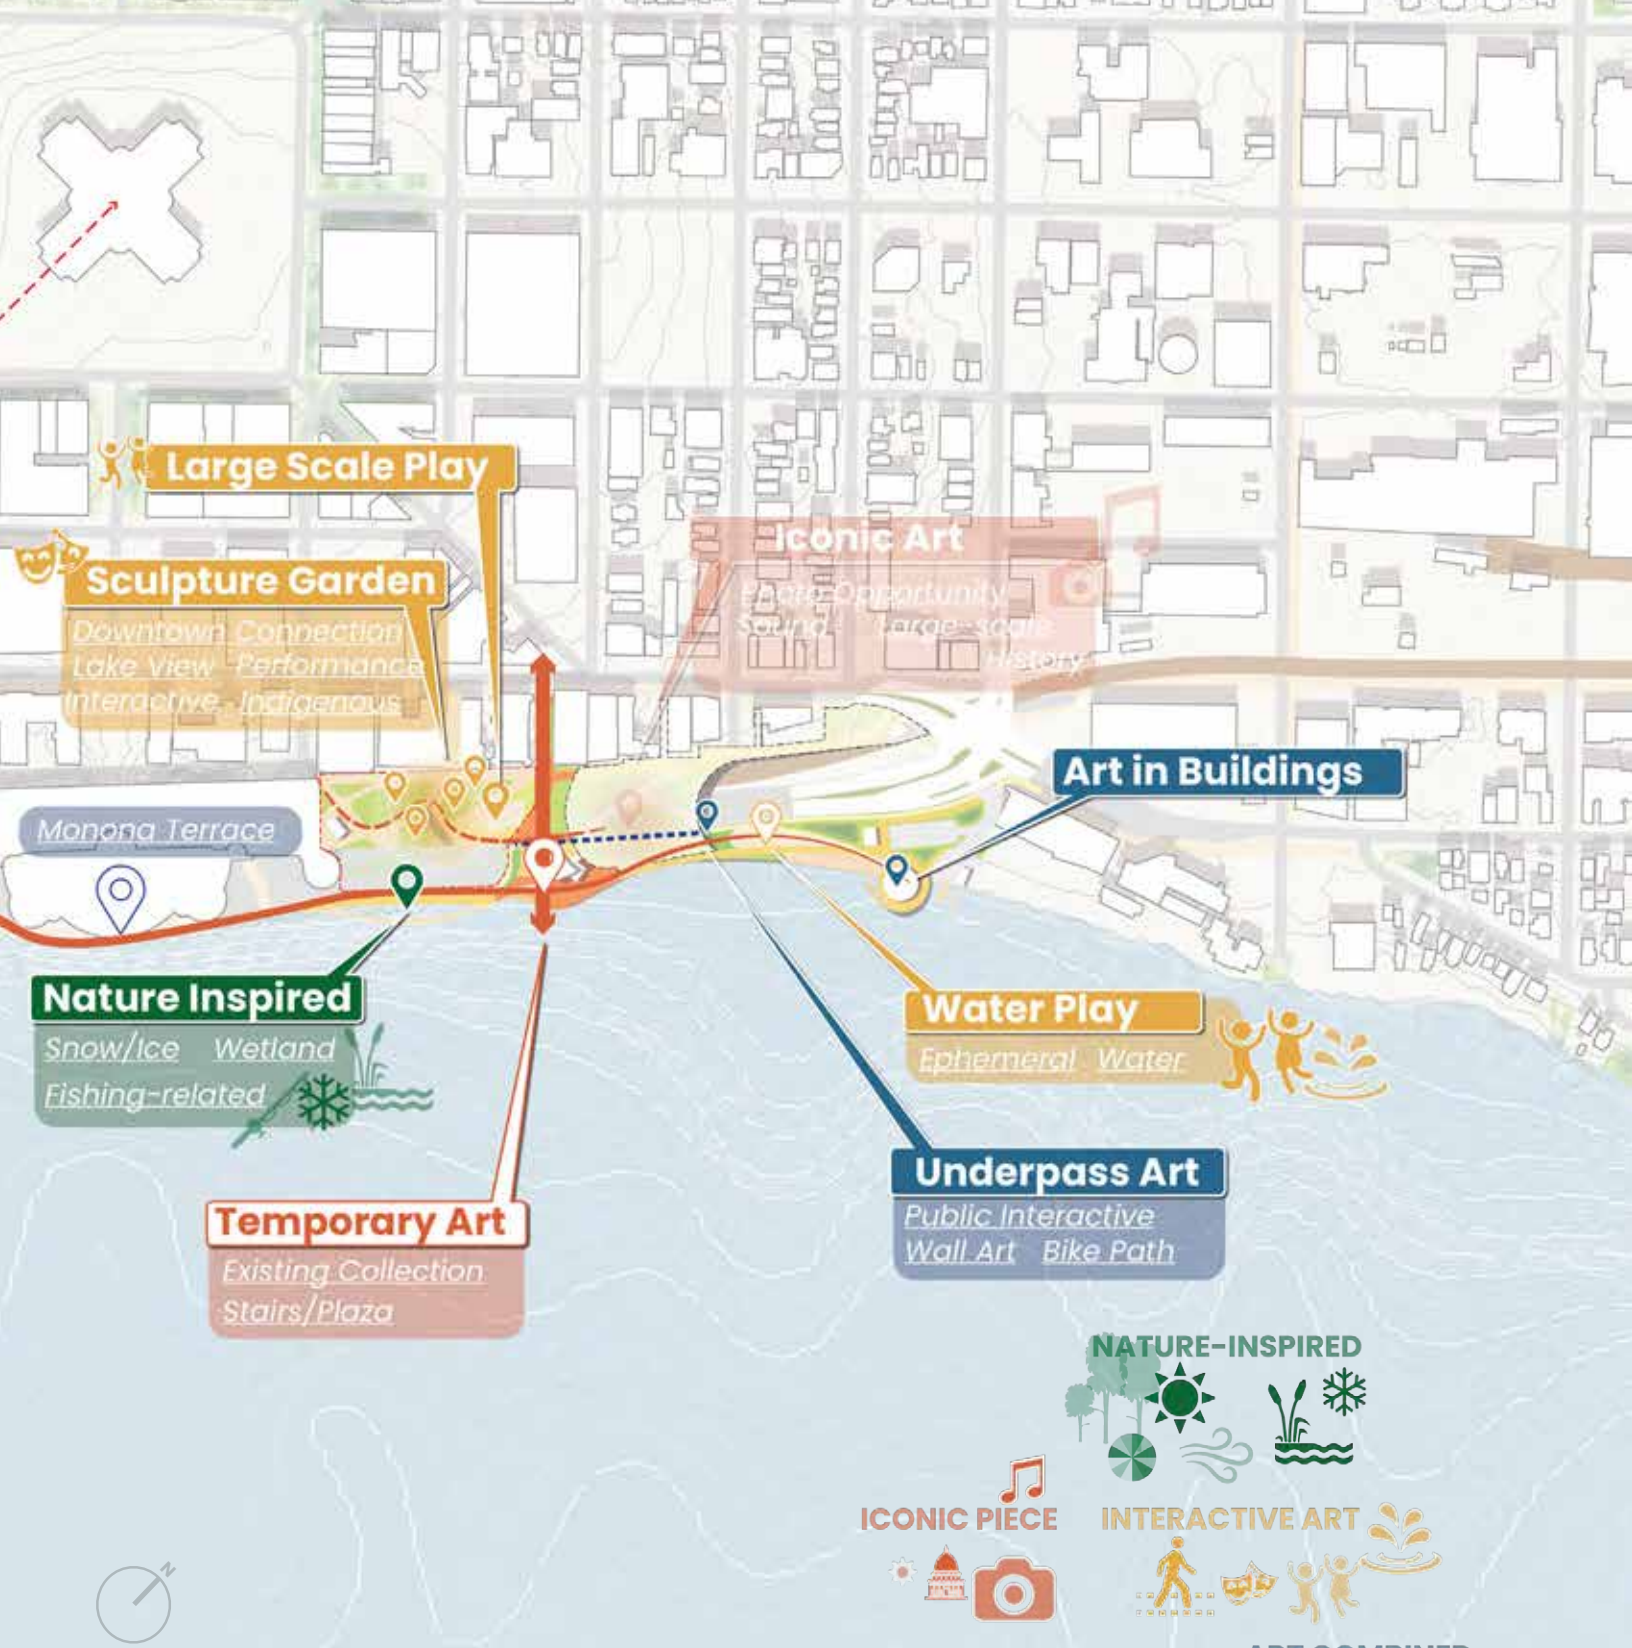 Large Scale Play
Iconic Art
Sculpture Garden
Photo Opportunity
Downtown Connection
Sound Large-scale
Lake View Performance
History
Interactive Indigenous
Art in Buildings
Monona Terrace
Nature Inspired
Snow/Ice Wetland
Fishing-related
Water Play
Ephemeral Water
Underpass Art
Public Interactive
Wall Art Bike Path
Temporary Art
Existing Collection
Stairs/Plaza
NATURE-INSPIRED
ICONIC PIECE
INTERACTIVE ART
N
ART COMBINED